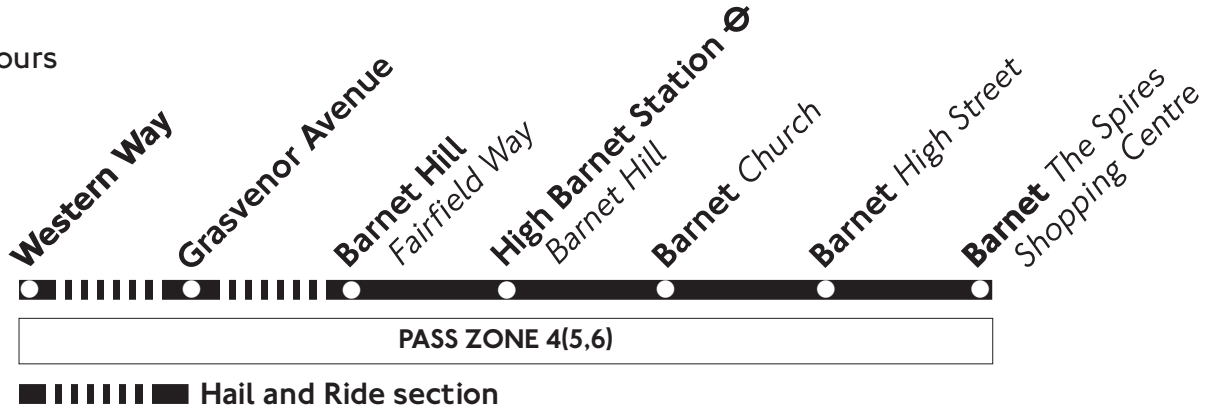 ours
Western Way
Grasvenor Avenue
Barnet Hill
Fairfield Way
High Barnet Station
Barnet Hill
Barnet Church
Barnet High Street
Barnet The Spires
Shopping Centre
PASS ZONE 4(5,6)
Hail and Ride section